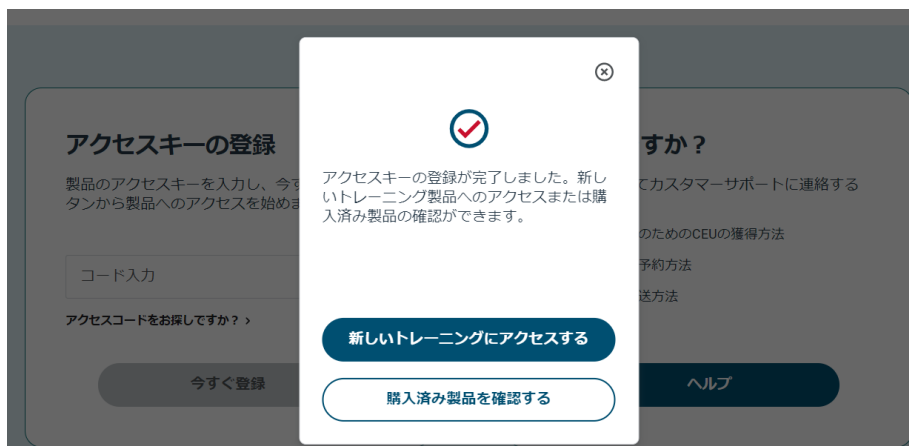 アクセスキーの登録
製品のアクセスキーを入力し、今す
タンから製品へのアクセスを始めま
コード入力
アクセスコードをお探しですか？ ›
今すぐ登録
アクセスキーの登録が完了しました。新し
いトレーニング製品へのアクセスまたは購
入済み製品の確認ができます。
新しいトレーニングにアクセスする
購入済み製品を確認する
すか？
てカスタマーサポートに連絡する
のためのCEUの獲得方法
予約方法
送方法
ヘルプ